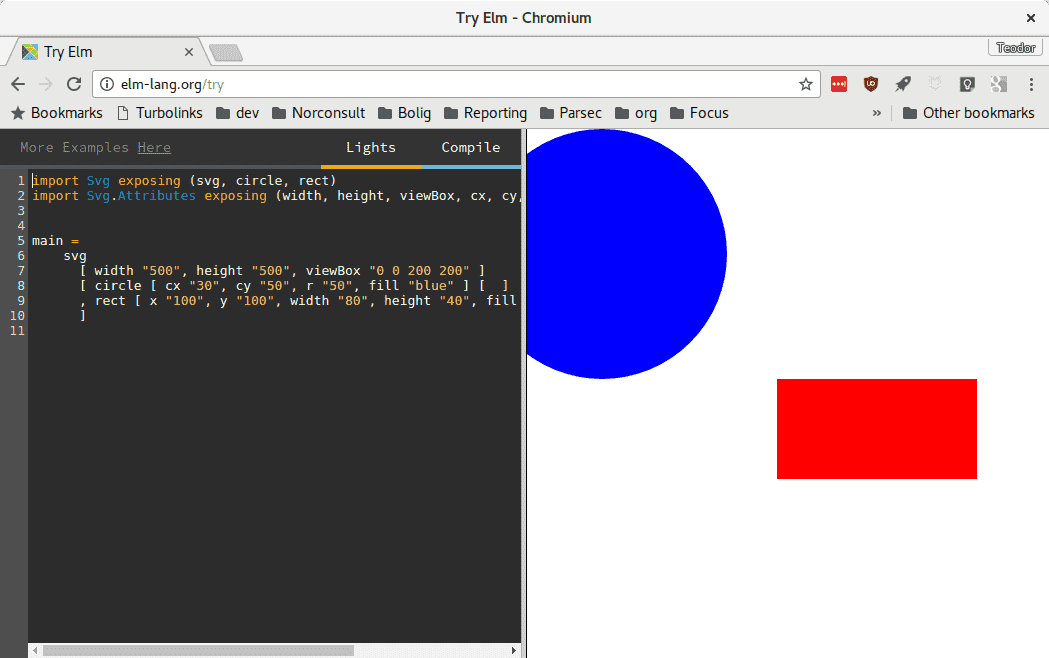 Try Elm - Chromium
Try Elm
Teodor
elm-lang.org/try
Bookmarks Turbolinks dev Norconsult Bolig Reporting Parsec org Focus » Other bookmarks
More Examples Here Lights Compile
1 import Svg exposing (svg, circle, rect)
2 import Svg.Attributes exposing (width, height, viewBox, cx, cy,
3
4
5 main =
6 svg
7 [ width "500", height "500", viewBox "0 0 200 200" ]
8 [ circle [ cx "30", cy "50", r "50", fill "blue" ] [ ]
9 , rect [ x "100", y "100", width "80", height "40", fill
10 ]
11